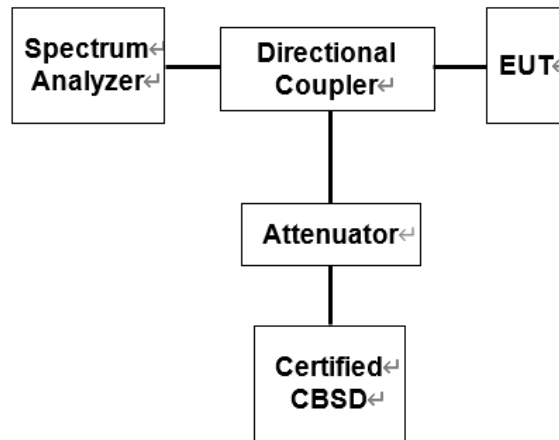 Spectrum
Analyzer
Directional
Coupler
EUT
Attenuator
Certified
CBSD